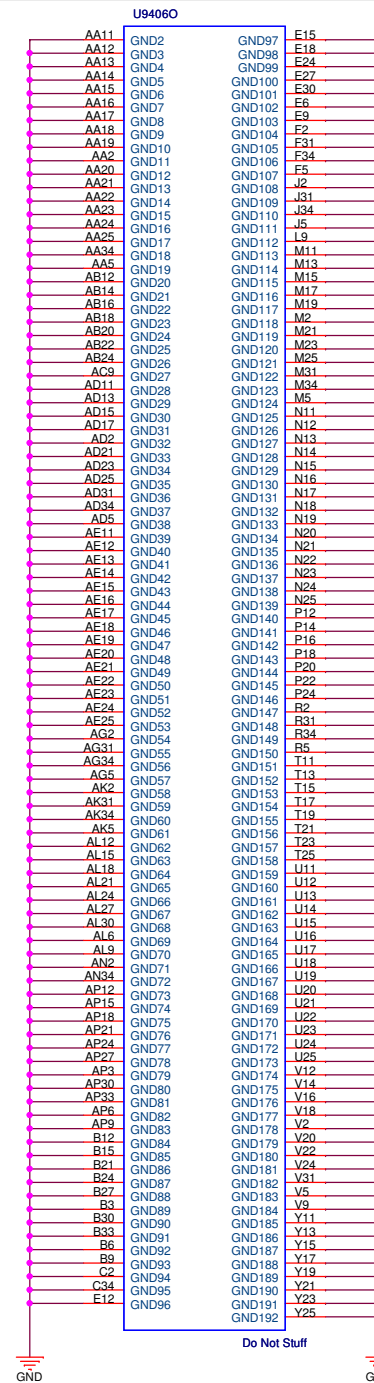 U9406O
AA11 GND2 GND97 E15
AA12 GND3 GND98 E18
AA13 GND4 GND99 E24
AA14 GND5 GND100 E27
AA15 GND6 GND101 E30
AA16 GND7 GND102 E6
AA17 GND8 GND103 E9
AA18 GND9 GND104 F2
AA19 GND10 GND105 F31
AA2 GND11 GND106 F34
AA20 GND12 GND107 F5
AA21 GND13 GND108 J2
AA22 GND14 GND109 J31
AA23 GND15 GND110 J34
AA24 GND16 GND111 J5
AA25 GND17 GND112 L9
AA34 GND18 GND113 M11
AA5 GND19 GND114 M13
AB12 GND20 GND115 M15
AB14 GND21 GND116 M17
AB16 GND22 GND117 M19
AB18 GND23 GND118 M2
AB20 GND24 GND119 M21
AB22 GND25 GND120 M23
AB24 GND26 GND121 M25
AC9 GND27 GND122 M31
AD11 GND28 GND123 M34
AD13 GND29 GND124 M5
AD15 GND30 GND125 N11
AD17 GND31 GND126 N12
AD2 GND32 GND127 N13
AD21 GND33 GND128 N14
AD23 GND34 GND129 N15
AD25 GND35 GND130 N16
AD31 GND36 GND131 N17
AD34 GND37 GND132 N18
AD5 GND38 GND133 N19
AE11 GND39 GND134 N20
AE12 GND40 GND135 N21
AE13 GND41 GND136 N22
AE14 GND42 GND137 N23
AE15 GND43 GND138 N24
AE16 GND44 GND139 N25
AE17 GND45 GND140 P12
AE18 GND46 GND141 P14
AE19 GND47 GND142 P16
AE20 GND48 GND143 P18
AE21 GND49 GND144 P20
AE22 GND50 GND145 P22
AE23 GND51 GND146 P24
AE24 GND52 GND147 R2
AE25 GND53 GND148 R31
AG2 GND54 GND149 R34
AG31 GND55 GND150 R5
AG34 GND56 GND151 T11
AG5 GND57 GND152 T13
AK2 GND58 GND153 T15
AK31 GND59 GND154 T17
AK34 GND60 GND155 T19
AK5 GND61 GND156 T21
AL12 GND62 GND157 T23
AL15 GND63 GND158 T25
AL18 GND64 GND159 U11
AL21 GND65 GND160 U12
AL24 GND66 GND161 U13
AL27 GND67 GND162 U14
AL30 GND68 GND163 U15
AL6 GND69 GND164 U16
AL9 GND70 GND165 U17
AN2 GND71 GND166 U18
AN34 GND72 GND167 U19
AP12 GND73 GND168 U20
AP15 GND74 GND169 U21
AP18 GND75 GND170 U22
AP21 GND76 GND171 U23
AP24 GND77 GND172 U24
AP27 GND78 GND173 U25
AP3 GND79 GND174 V12
AP30 GND80 GND175 V14
AP33 GND81 GND176 V16
AP6 GND82 GND177 V18
AP9 GND83 GND178 V2
B12 GND84 GND179 V20
B15 GND85 GND180 V22
B21 GND86 GND181 V24
B24 GND87 GND182 V31
B27 GND88 GND183 V5
B3 GND89 GND184 V9
B30 GND90 GND185 Y11
B33 GND91 GND186 Y13
B6 GND92 GND187 Y15
B9 GND93 GND188 Y17
C2 GND94 GND189 Y19
C34 GND95 GND190 Y21
E12 GND96 GND191 Y23
GND192 Y25
Do Not Stuff
GND